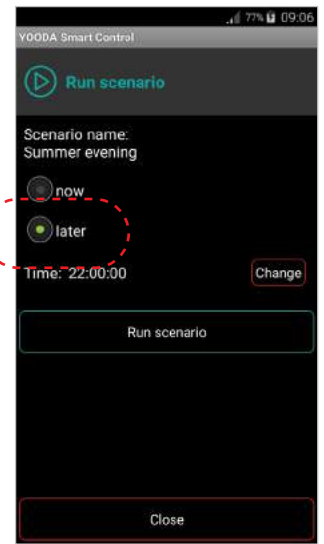 77% 09:06
YOODA Smart Control
Run scenario
Scenario name:
Summer evening
now
later
Time: 22:00:00
Change
Run scenario
Close